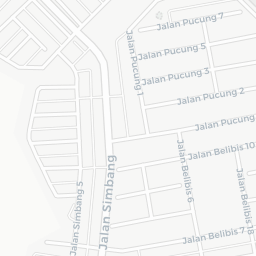 Jalan Pucung 7
Jalan Pucung 5
Jalan Pucung 1
Jalan Pucung 3
Jalan Pucung 2
Jalan Pucung
Jalan Belibis 10
Jalan Simbang
Jalan Simbang 5
Jalan Belibis 6
Jalan Belibis 7